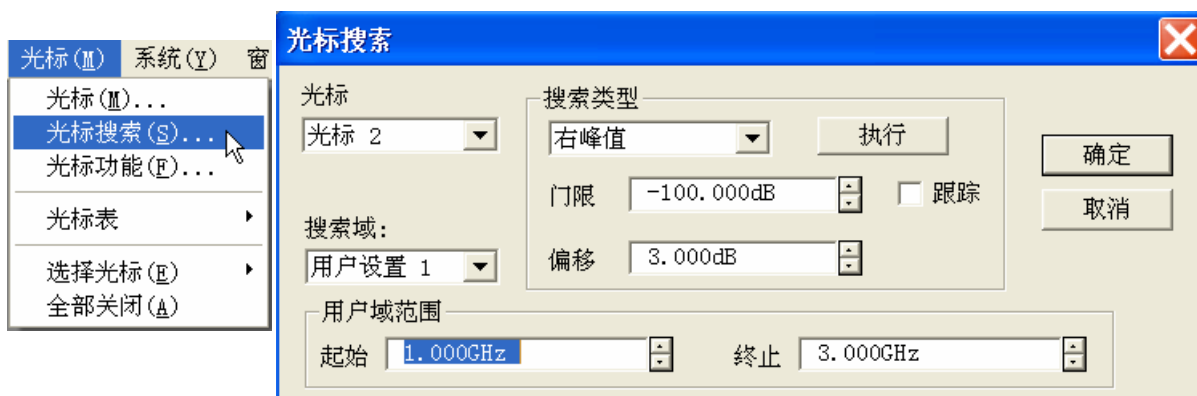 光标(M) 系统(Y) 窗
光标(M)...
光标搜索(S)...
光标功能(F)...
光标表
选择光标(E)
全部关闭(A)
光标搜索
光标
光标 2
搜索域:
用户设置 1
搜索类型
右峰值
执行
门限 -100.000dB
跟踪
偏移 3.000dB
确定
取消
用户域范围
起始 1.000GHz 终止 3.000GHz